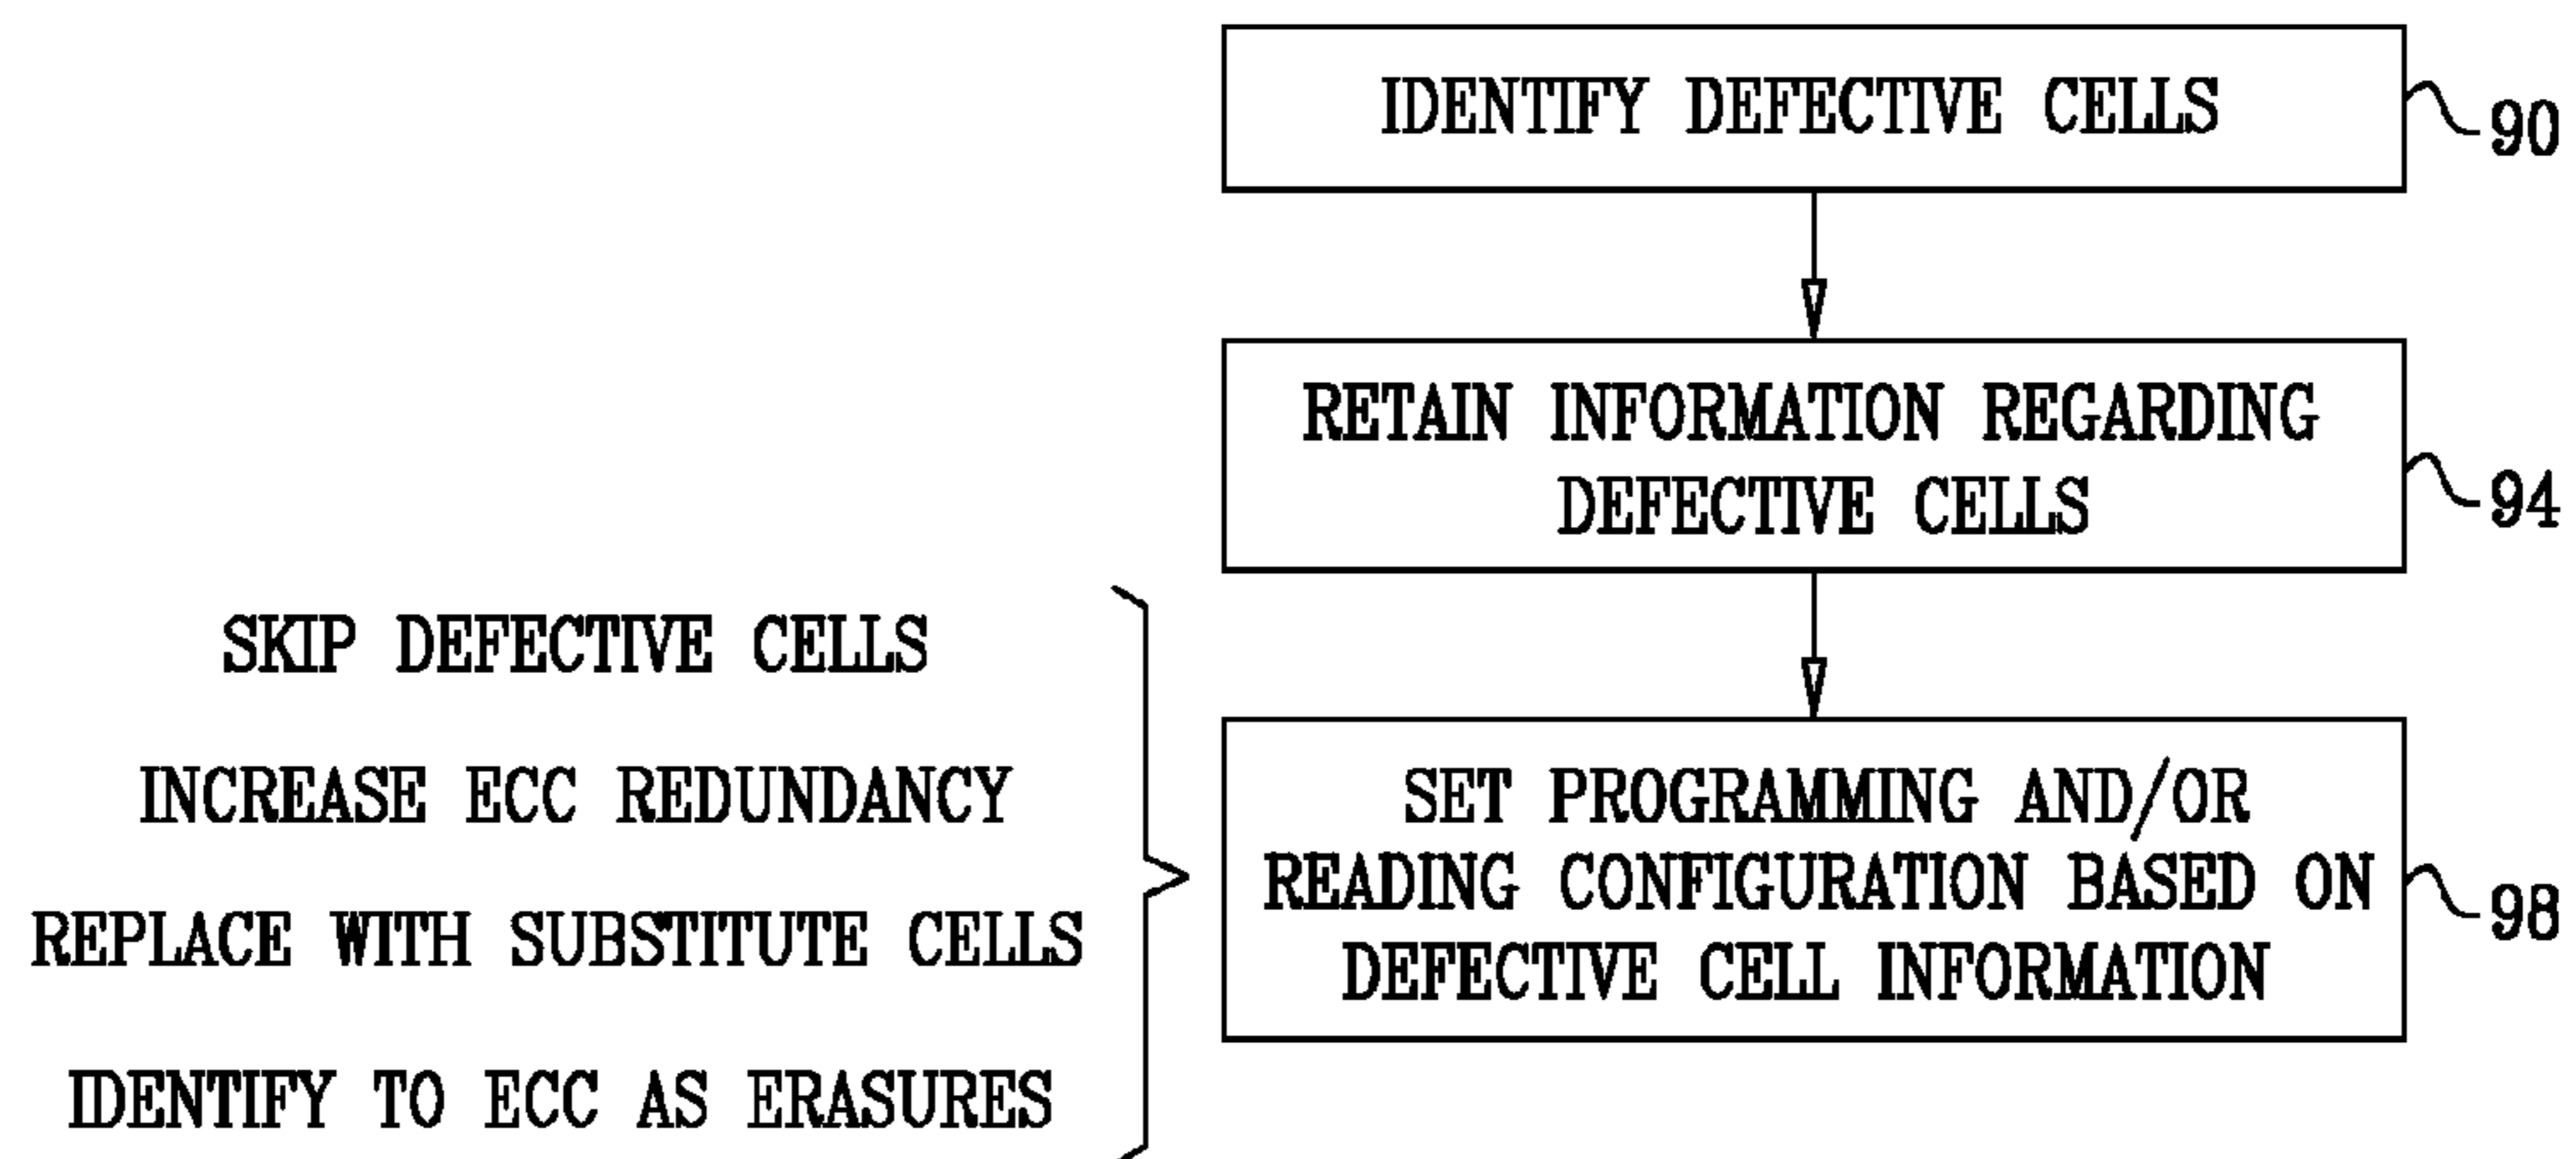 IDENTIFY DEFECTIVE CELLS
90
RETAIN INFORMATION REGARDING
DEFECTIVE CELLS
94
SKIP DEFECTIVE CELLS
INCREASE ECC REDUNDANCY
REPLACE WITH SUBSTITUTE CELLS
IDENTIFY TO ECC AS ERASURES
SET PROGRAMMING AND/OR
READING CONFIGURATION BASED ON
DEFECTIVE CELL INFORMATION
98